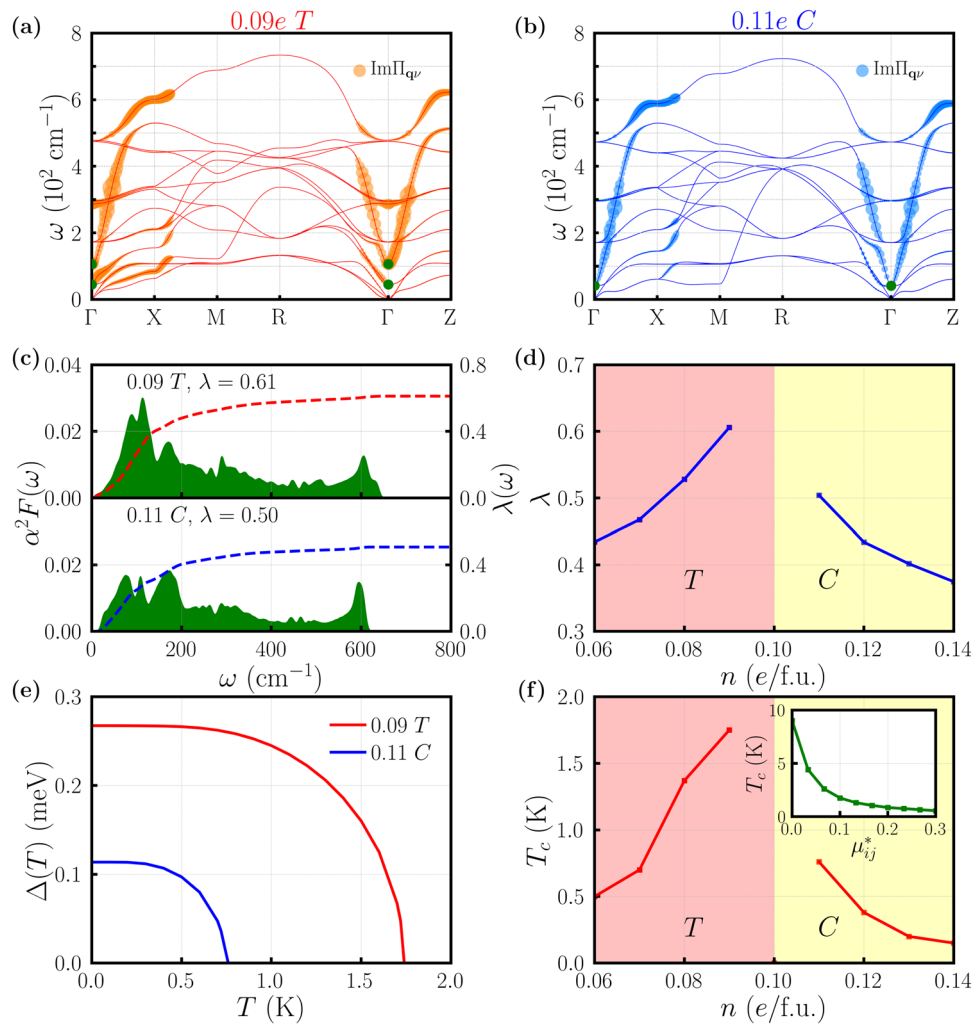 (a) 0.09e T
ImΠqν
ω (10² cm⁻¹)
8
6
4
2
0
Γ X M R Γ Z
(b) 0.11e C
ImΠqν
ω (10² cm⁻¹)
8
6
4
2
0
Γ X M R Γ Z
(c)
0.09 T, λ = 0.61
0.11 C, λ = 0.50
α²F(ω)
0.04
0.02
0.00
0.02
0.00
λ(ω)
0.8
0.4
0.0
0.4
0.0
0 200 400 600 800
ω (cm⁻¹)
(d)
λ
0.7
0.6
0.5
0.4
0.3
T C
0.06 0.08 0.10 0.12 0.14
n (e/f.u.)
(e)
0.09 T
0.11 C
Δ(T) (meV)
0.3
0.2
0.1
0.0
0.0 0.5 1.0 1.5 2.0
T (K)
(f)
Tc (K)
2.0
1.5
1.0
0.5
0.0
T C
0.06 0.08 0.10 0.12 0.14
n (e/f.u.)
Tc (K)
10
5
0
0.0 0.1 0.2 0.3
μ*ij